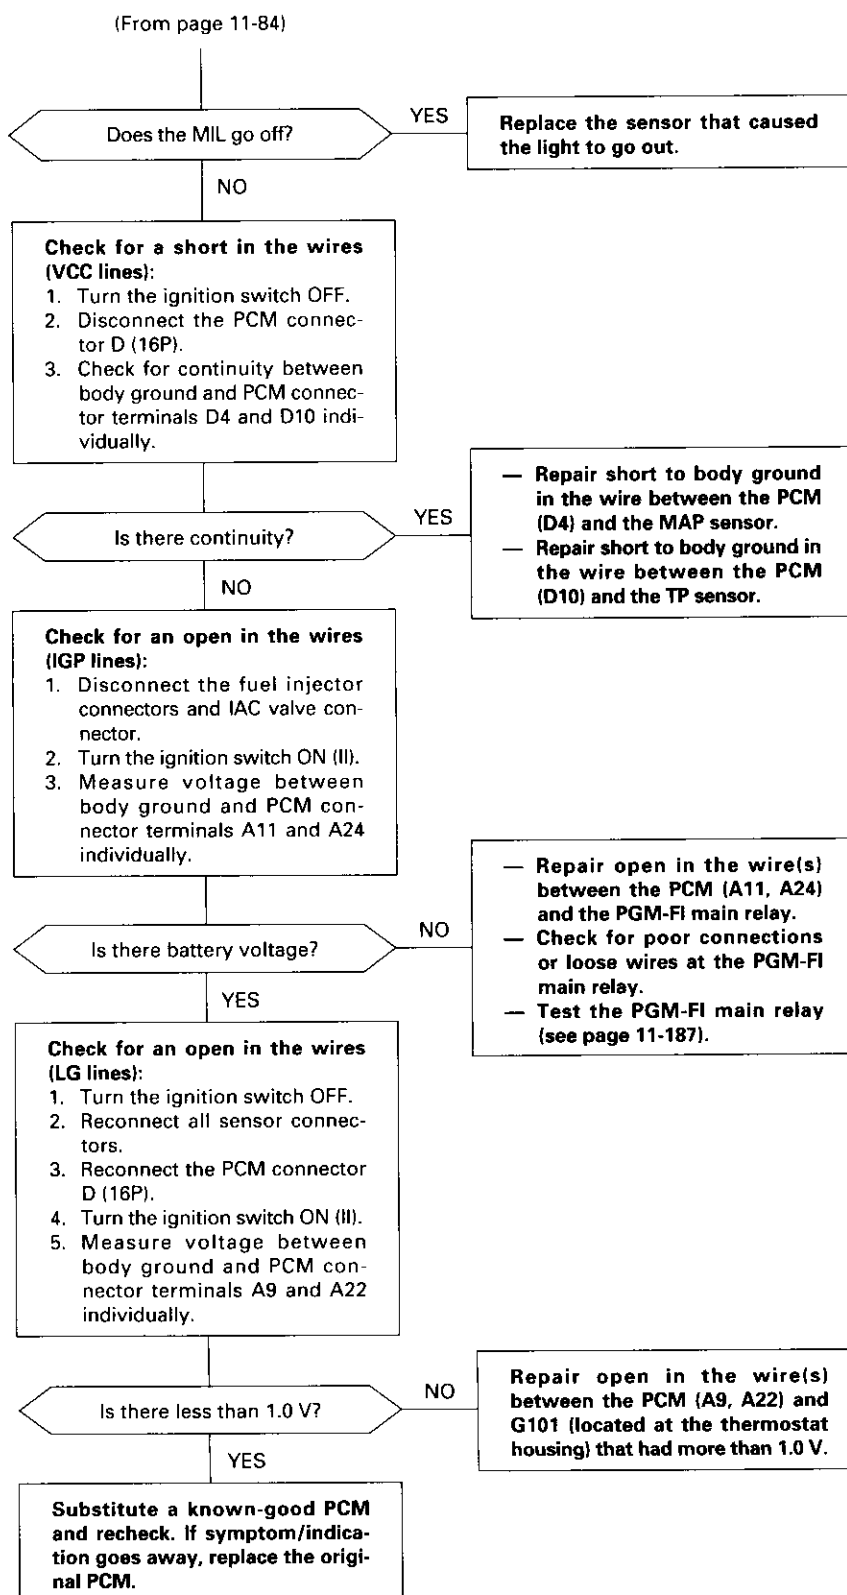 (From page 11-84)
Does the MIL go off?
YES
Replace the sensor that caused
the light to go out.
NO
Check for a short in the wires
(VCC lines):
1. Turn the ignition switch OFF.
2. Disconnect the PCM connec-
tor D (16P).
3. Check for continuity between
body ground and PCM connec-
tor terminals D4 and D10 indi-
vidually.
Is there continuity?
YES
— Repair short to body ground
in the wire between the PCM
(D4) and the MAP sensor.
— Repair short to body ground in
the wire between the PCM
(D10) and the TP sensor.
NO
Check for an open in the wires
(IGP lines):
1. Disconnect the fuel injector
connectors and IAC valve con-
nector.
2. Turn the ignition switch ON (II).
3. Measure voltage between
body ground and PCM con-
nector terminals A11 and A24
individually.
Is there battery voltage?
NO
— Repair open in the wire(s)
between the PCM (A11, A24)
and the PGM-FI main relay.
— Check for poor connections
or loose wires at the PGM-FI
main relay.
— Test the PGM-FI main relay
(see page 11-187).
YES
Check for an open in the wires
(LG lines):
1. Turn the ignition switch OFF.
2. Reconnect all sensor connec-
tors.
3. Reconnect the PCM connector
D (16P).
4. Turn the ignition switch ON (II).
5. Measure voltage between
body ground and PCM con-
nector terminals A9 and A22
individually.
Is there less than 1.0 V?
NO
Repair open in the wire(s)
between the PCM (A9, A22) and
G101 (located at the thermostat
housing) that had more than 1.0 V.
YES
Substitute a known-good PCM
and recheck. If symptom/indica-
tion goes away, replace the origi-
nal PCM.